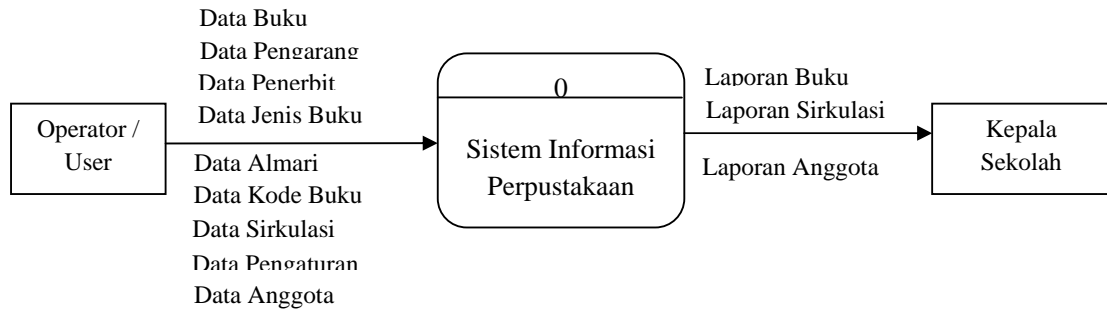 Data Buku
Data Pengarang
Data Penerbit
Data Jenis Buku
Operator /
User
Data Almari
Data Kode Buku
Data Sirkulasi
Data Pengaturan
Data Anggota
0
Sistem Informasi
Perpustakaan
Laporan Buku
Laporan Sirkulasi
Laporan Anggota
Kepala
Sekolah